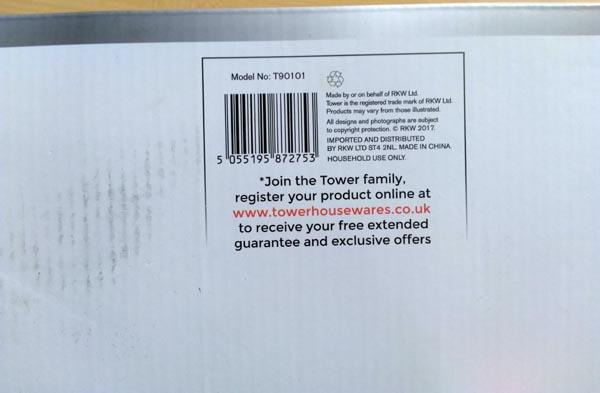 Model No: T90101
5 055195 872753
Made by or on behalf of RKW Ltd.
Tower is the registered trade mark of RKW Ltd.
Products may vary from those illustrated.
All designs and photographs are subject
to copyright protection. © RKW 2017.
IMPORTED AND DISTRIBUTED
BY RKW LTD ST4 2NL. MADE IN CHINA.
HOUSEHOLD USE ONLY.
*Join the Tower family,
register your product online at
www.towerhousewares.co.uk
to receive your free extended
guarantee and exclusive offers